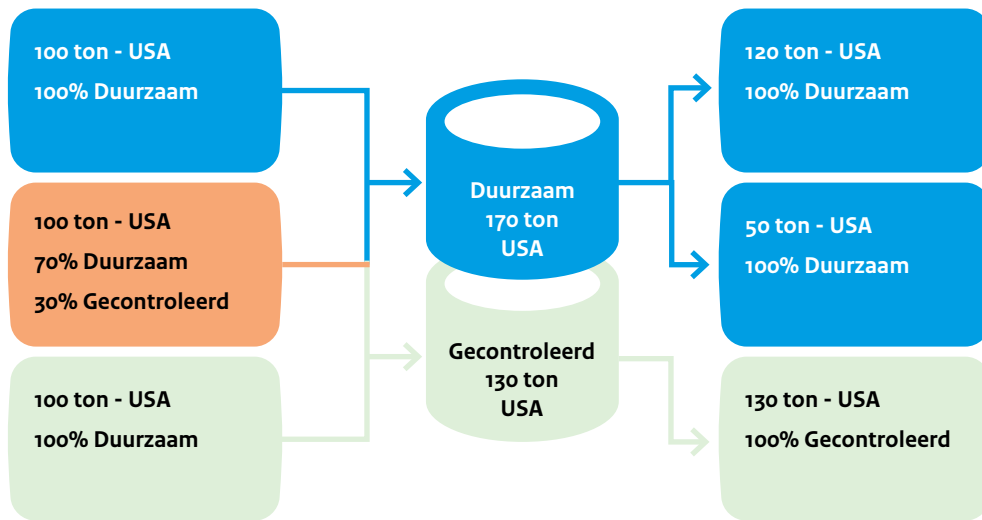 100 ton - USA
100% Duurzaam
100 ton - USA
70% Duurzaam
30% Gecontroleerd
100 ton - USA
100% Duurzaam
Duurzaam
170 ton
USA
Gecontroleerd
130 ton
USA
120 ton - USA
100% Duurzaam
50 ton - USA
100% Duurzaam
130 ton - USA
100% Gecontroleerd